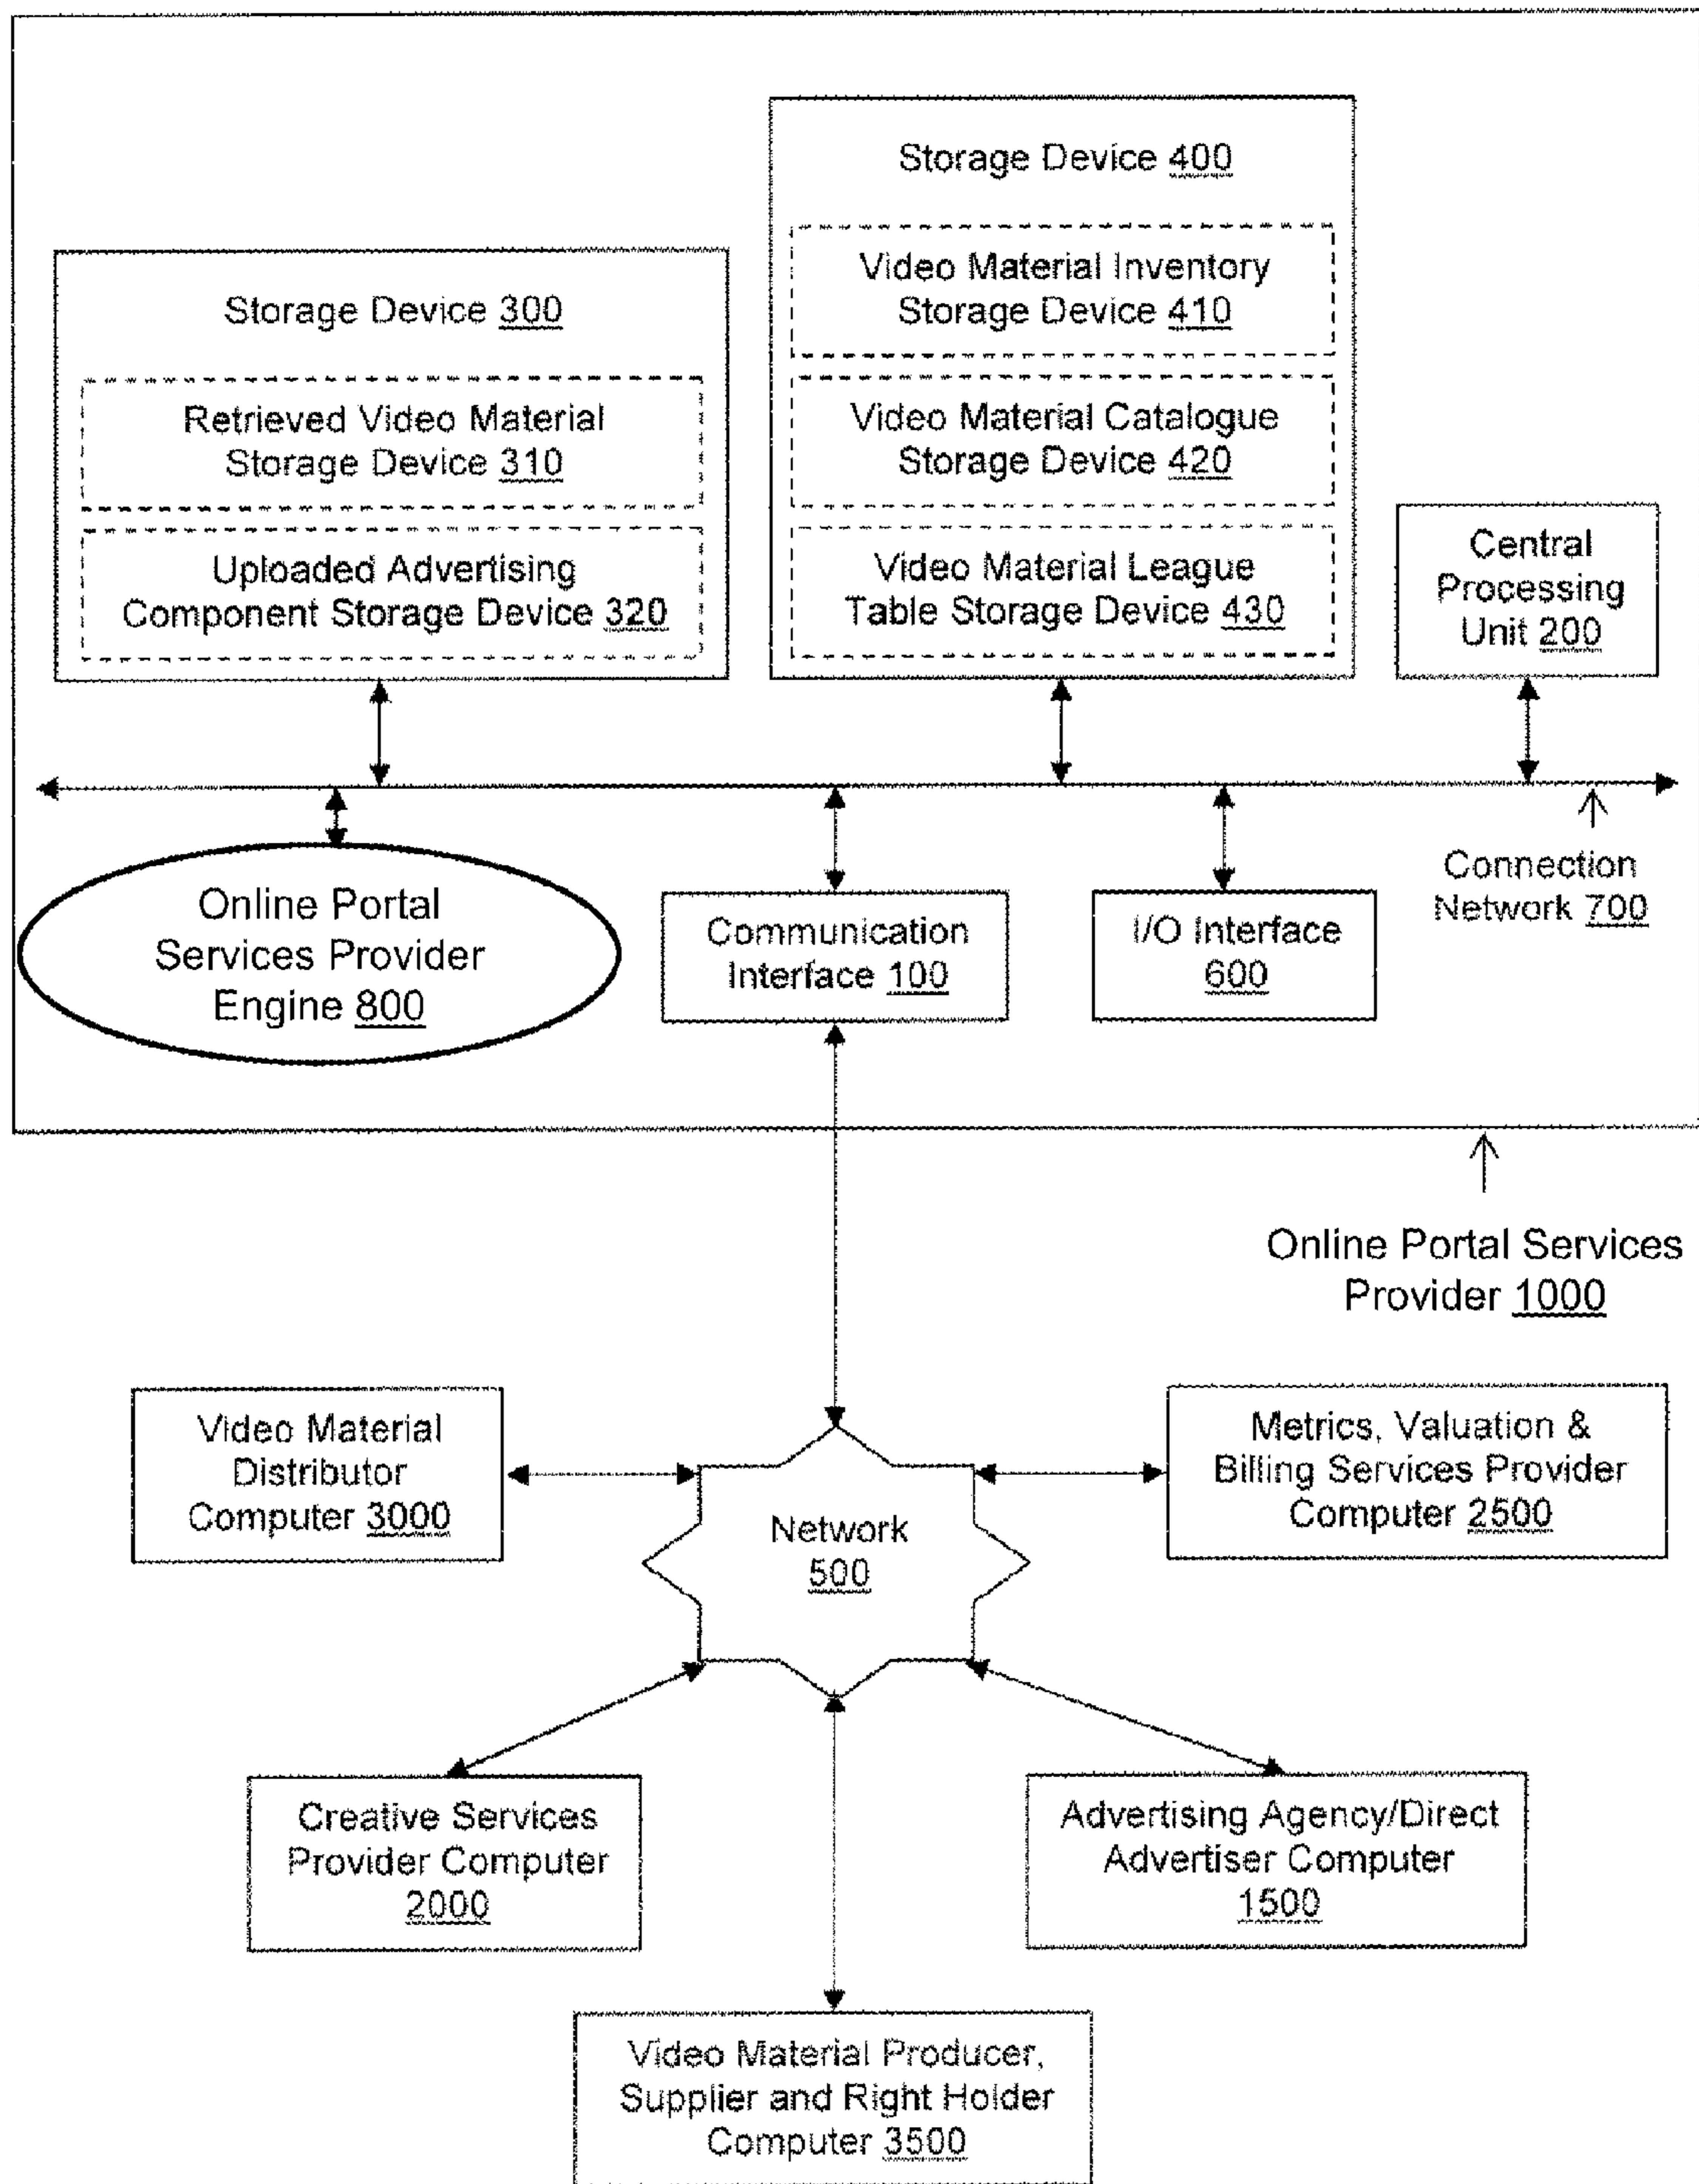 Storage Device 400
Video Material Inventory
Storage Device 410
Video Material Catalogue
Storage Device 420
Video Material League
Table Storage Device 430
Storage Device 300
Retrieved Video Material
Storage Device 310
Uploaded Advertising
Component Storage Device 320
Central
Processing
Unit 200
Online Portal
Services Provider
Engine 800
Communication
Interface 100
I/O Interface
600
Connection
Network 700
Online Portal Services
Provider 1000
Video Material
Distributor
Computer 3000
Network
500
Metrics, Valuation &
Billing Services Provider
Computer 2500
Creative Services
Provider Computer
2000
Advertising Agency/Direct
Advertiser Computer
1500
Video Material Producer,
Supplier and Right Holder
Computer 3500